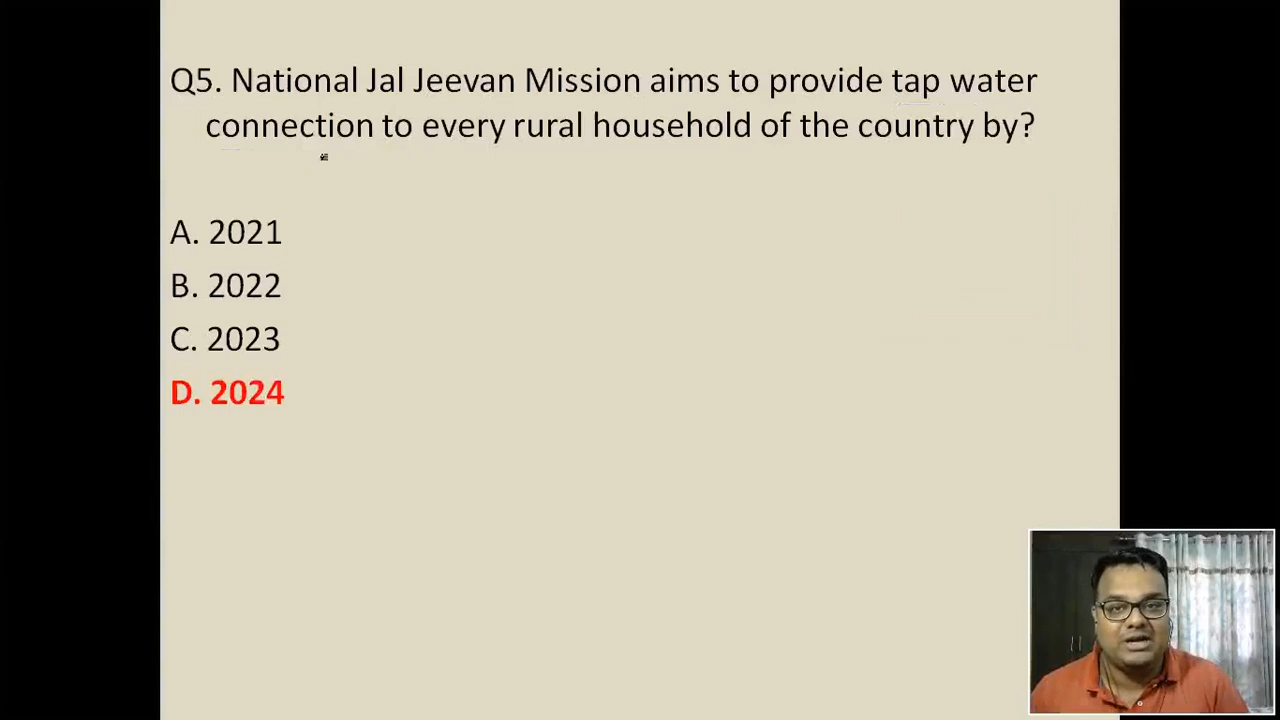 Q5. National Jal Jeevan Mission aims to provide tap water
connection to every rural household of the country by?
A. 2021
B. 2022
C. 2023
D. 2024